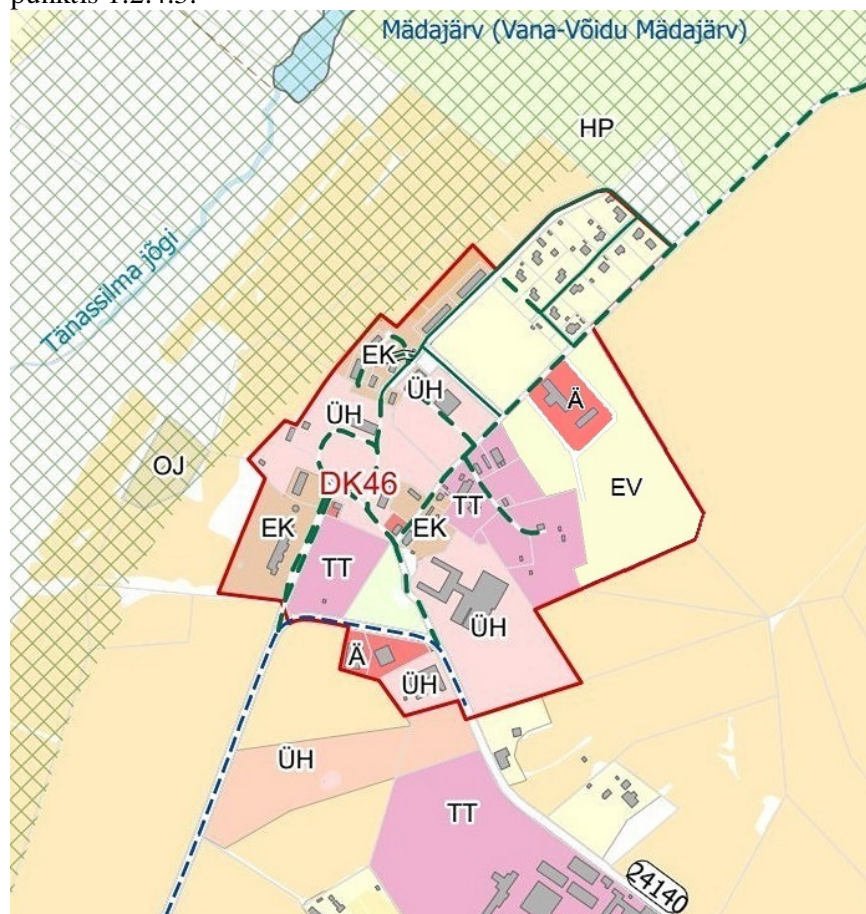 punktis 1.2.4.3.
Mädajärv (Vana-Võidu Mädajärv)
HP
Tänassilma jõgi
EK
ÜH
Ä
ÜH
OJ
DK46
EV
TT
EK
EK
TT
ÜH
Ä
ÜH
ÜH
TT
24140